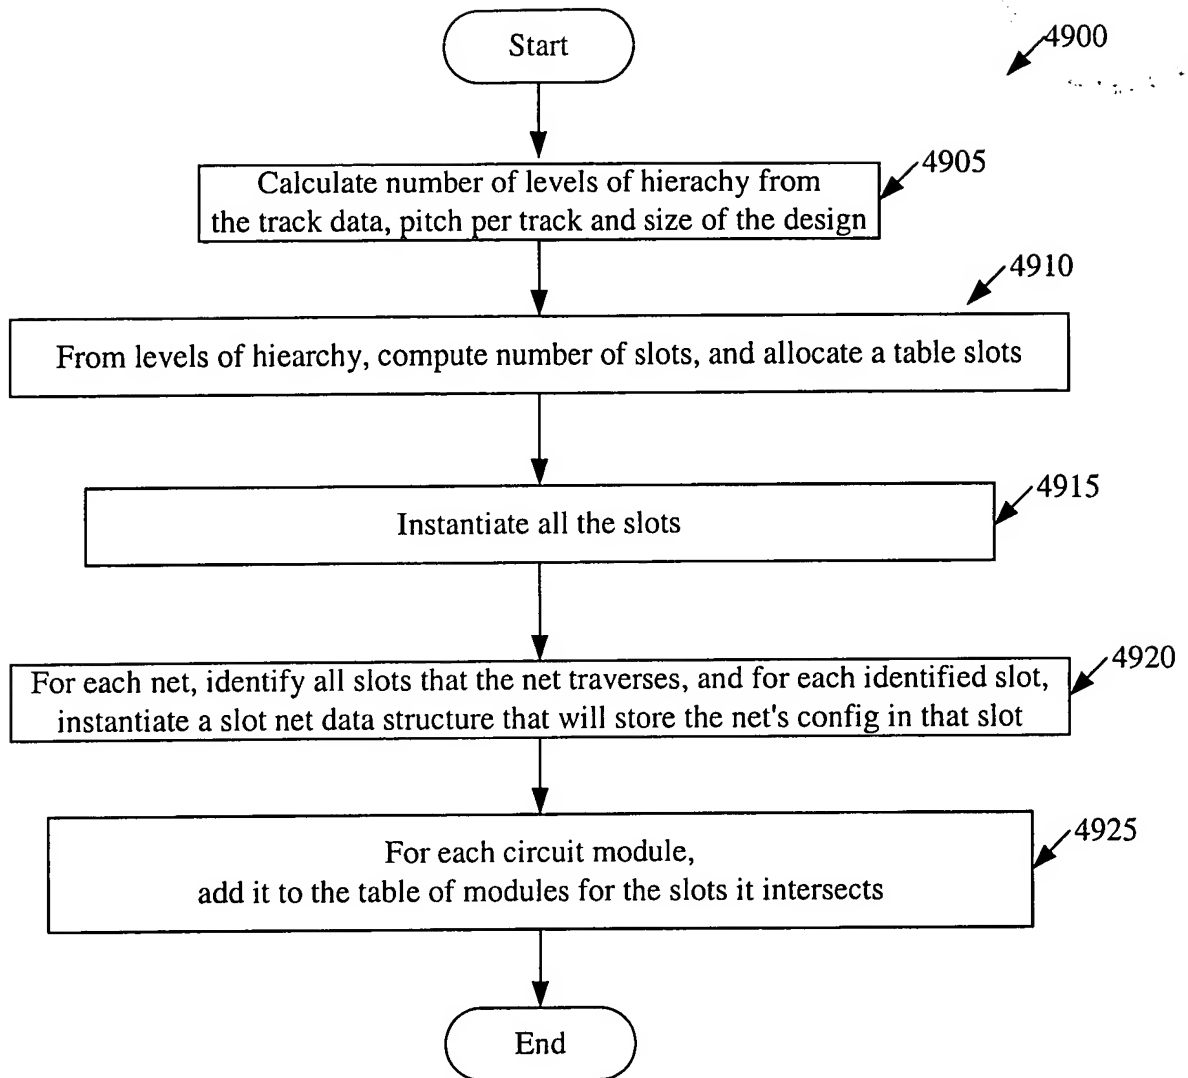 Start
4900
4905
Calculate number of levels of hierachy from
the track data, pitch per track and size of the design
4910
From levels of hiearchy, compute number of slots, and allocate a table slots
4915
Instantiate all the slots
4920
For each net, identify all slots that the net traverses, and for each identified slot,
instantiate a slot net data structure that will store the net's config in that slot
4925
For each circuit module,
add it to the table of modules for the slots it intersects
End